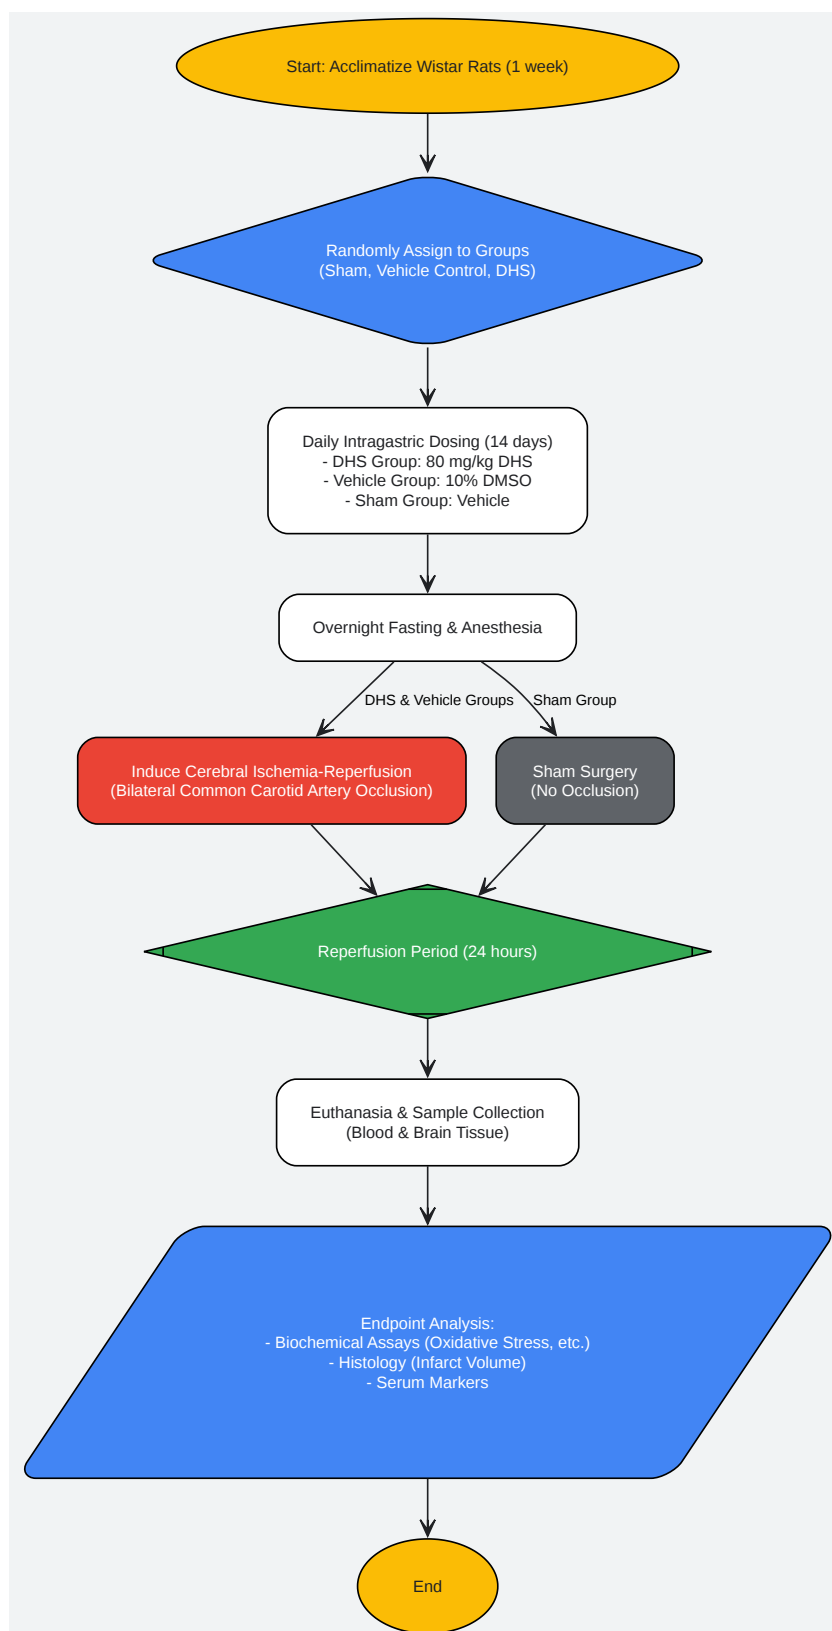 Start: Acclimatize Wistar Rats (1 week)
Randomly Assign to Groups
(Sham, Vehicle Control, DHS)
Daily Intragastric Dosing (14 days)
- DHS Group: 80 mg/kg DHS
- Vehicle Group: 10% DMSO
- Sham Group: Vehicle
Overnight Fasting & Anesthesia
DHS & Vehicle Groups
Sham Group
Induce Cerebral Ischemia-Reperfusion
(Bilateral Common Carotid Artery Occlusion)
Sham Surgery
(No Occlusion)
Reperfusion Period (24 hours)
Euthanasia & Sample Collection
(Blood & Brain Tissue)
Endpoint Analysis:
- Biochemical Assays (Oxidative Stress, etc.)
- Histology (Infarct Volume)
- Serum Markers
End